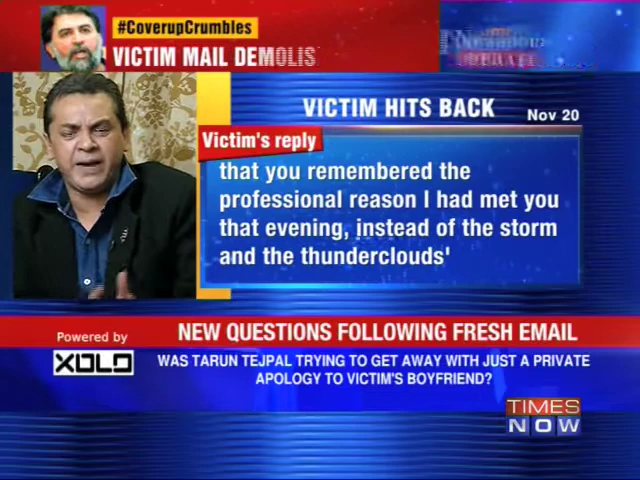 #CoverupCrumbles
VICTIM MAIL DEMOLIS
DEBATE
VICTIM HITS BACK
Nov 20
Victim's reply
that you remembered the
professional reason I had met you
that evening, instead of the storm
and the thunderclouds'
Powered by
XOLO
NEW QUESTIONS FOLLOWING FRESH EMAIL
WAS TARUN TEJPAL TRYING TO GET AWAY WITH JUST A PRIVATE
APOLOGY TO VICTIM'S BOYFRIEND?
TIMES
NOW